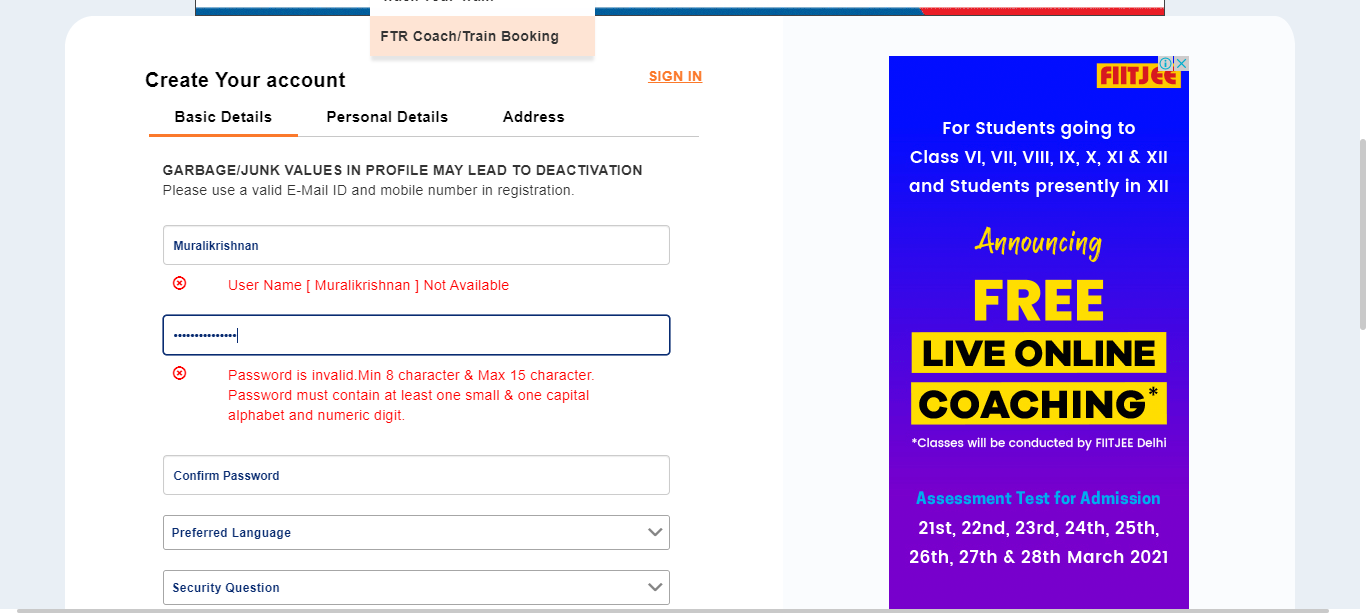 FTR Coach/Train Booking
Create Your account
SIGN IN
Basic Details
Personal Details
Address
GARBAGE/JUNK VALUES IN PROFILE MAY LEAD TO DEACTIVATION
Please use a valid E-Mail ID and mobile number in registration.
Muralikrishnan
User Name [ Muralikrishnan ] Not Available
•••••••••••••••
Password is invalid.Min 8 character & Max 15 character.
Password must contain at least one small & one capital
alphabet and numeric digit.
Confirm Password
Preferred Language
Security Question
FIITJEE
For Students going to
Class VI, VII, VIII, IX, X, XI & XII
and Students presently in XII
Announcing
FREE
LIVE ONLINE
COACHING*
*Classes will be conducted by FIITJEE Delhi
Assessment Test for Admission
21st, 22nd, 23rd, 24th, 25th,
26th, 27th & 28th March 2021